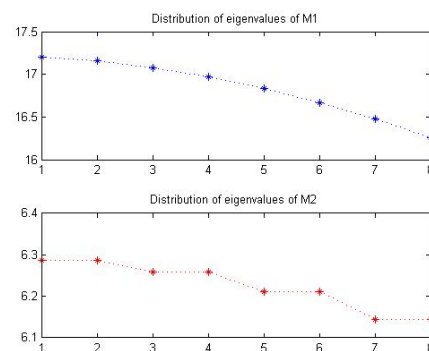 Distribution of eigenvalues of M1
17.5
17
16.5
16
1 2 3 4 5 6 7 8
Distribution of eigenvalues of M2
6.4
6.3
6.2
6.1
1 2 3 4 5 6 7 8